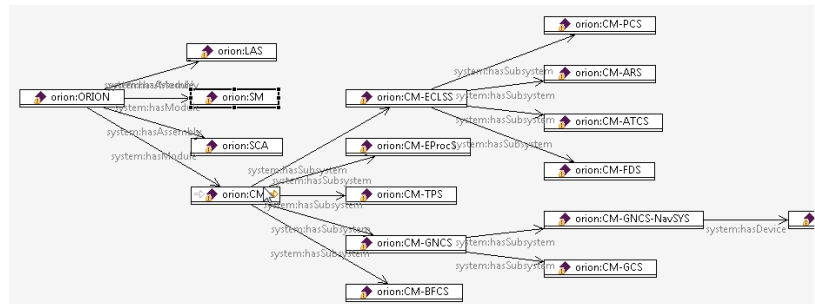 orion:CM-PCS
orion:LAS
system:hasSubsystem
orion:CM-ARS
orion:ORION
orion:SM
orion:CM-ECLSS
system:hasSubsystem
system:hasModule
system:hasSubsystem
orion:CM-ATCS
system:hasAssembly
orion:SCA
orion:CM-EProcS
system:hasSubsystem
system:hasModule
system:hasSubsystem
orion:CM-FDS
system:hasSubsystem
orion:CM
orion:CM-TPS
system:hasSubsystem
orion:CM-GNCS-NavSYS
system:hasSubsystem
orion:CM-GNCS
system:hasSubsystem
system:hasDevice
system:hasSubsystem
system:hasSubsystem
orion:CM-GCS
orion:CM-BFCS